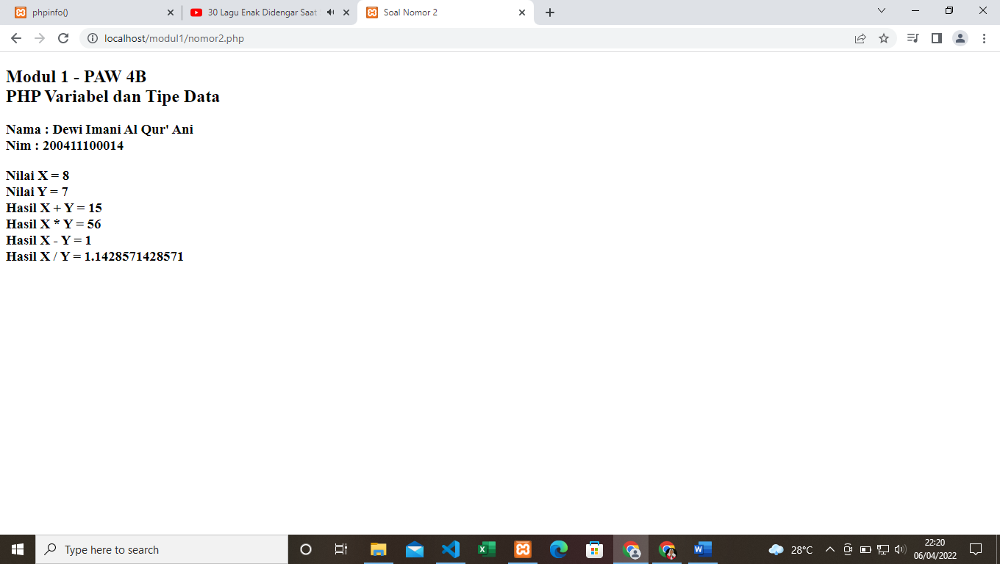 phpinfo()
30 Lagu Enak Didengar Saat
Soal Nomor 2
localhost/modul1/nomor2.php
Modul 1 - PAW 4B
PHP Variabel dan Tipe Data
Nama : Dewi Imani Al Qur' Ani
Nim : 200411100014
Nilai X = 8
Nilai Y = 7
Hasil X + Y = 15
Hasil X * Y = 56
Hasil X - Y = 1
Hasil X / Y = 1.1428571428571
Type here to search
28°C
22:20
06/04/2022